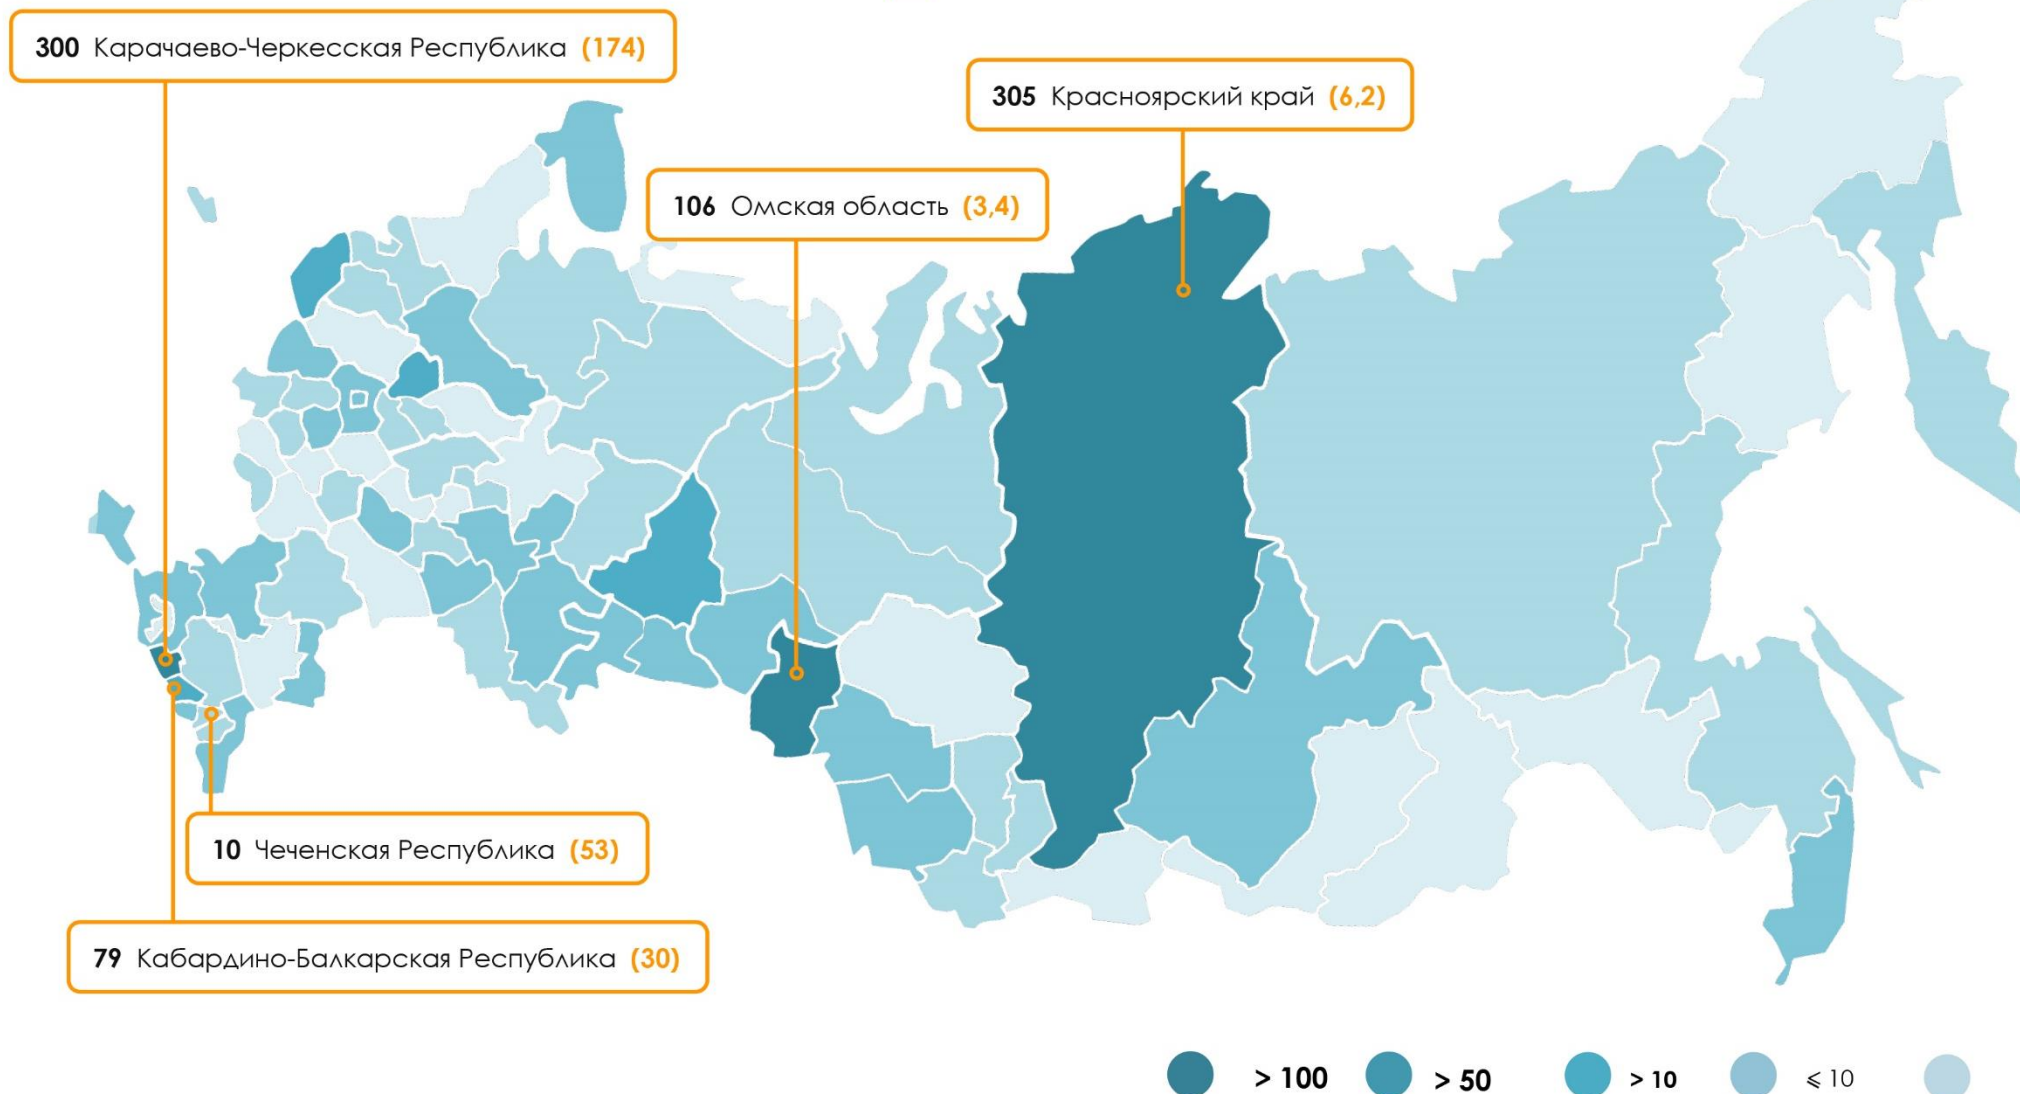 300 Карачаево-Черкесская Республика (174)
305 Красноярский край (6,2)
106 Омская область (3,4)
10 Чеченская Республика (53)
79 Кабардино-Балкарская Республика (30)
> 100 > 50 > 10 ⩽ 10